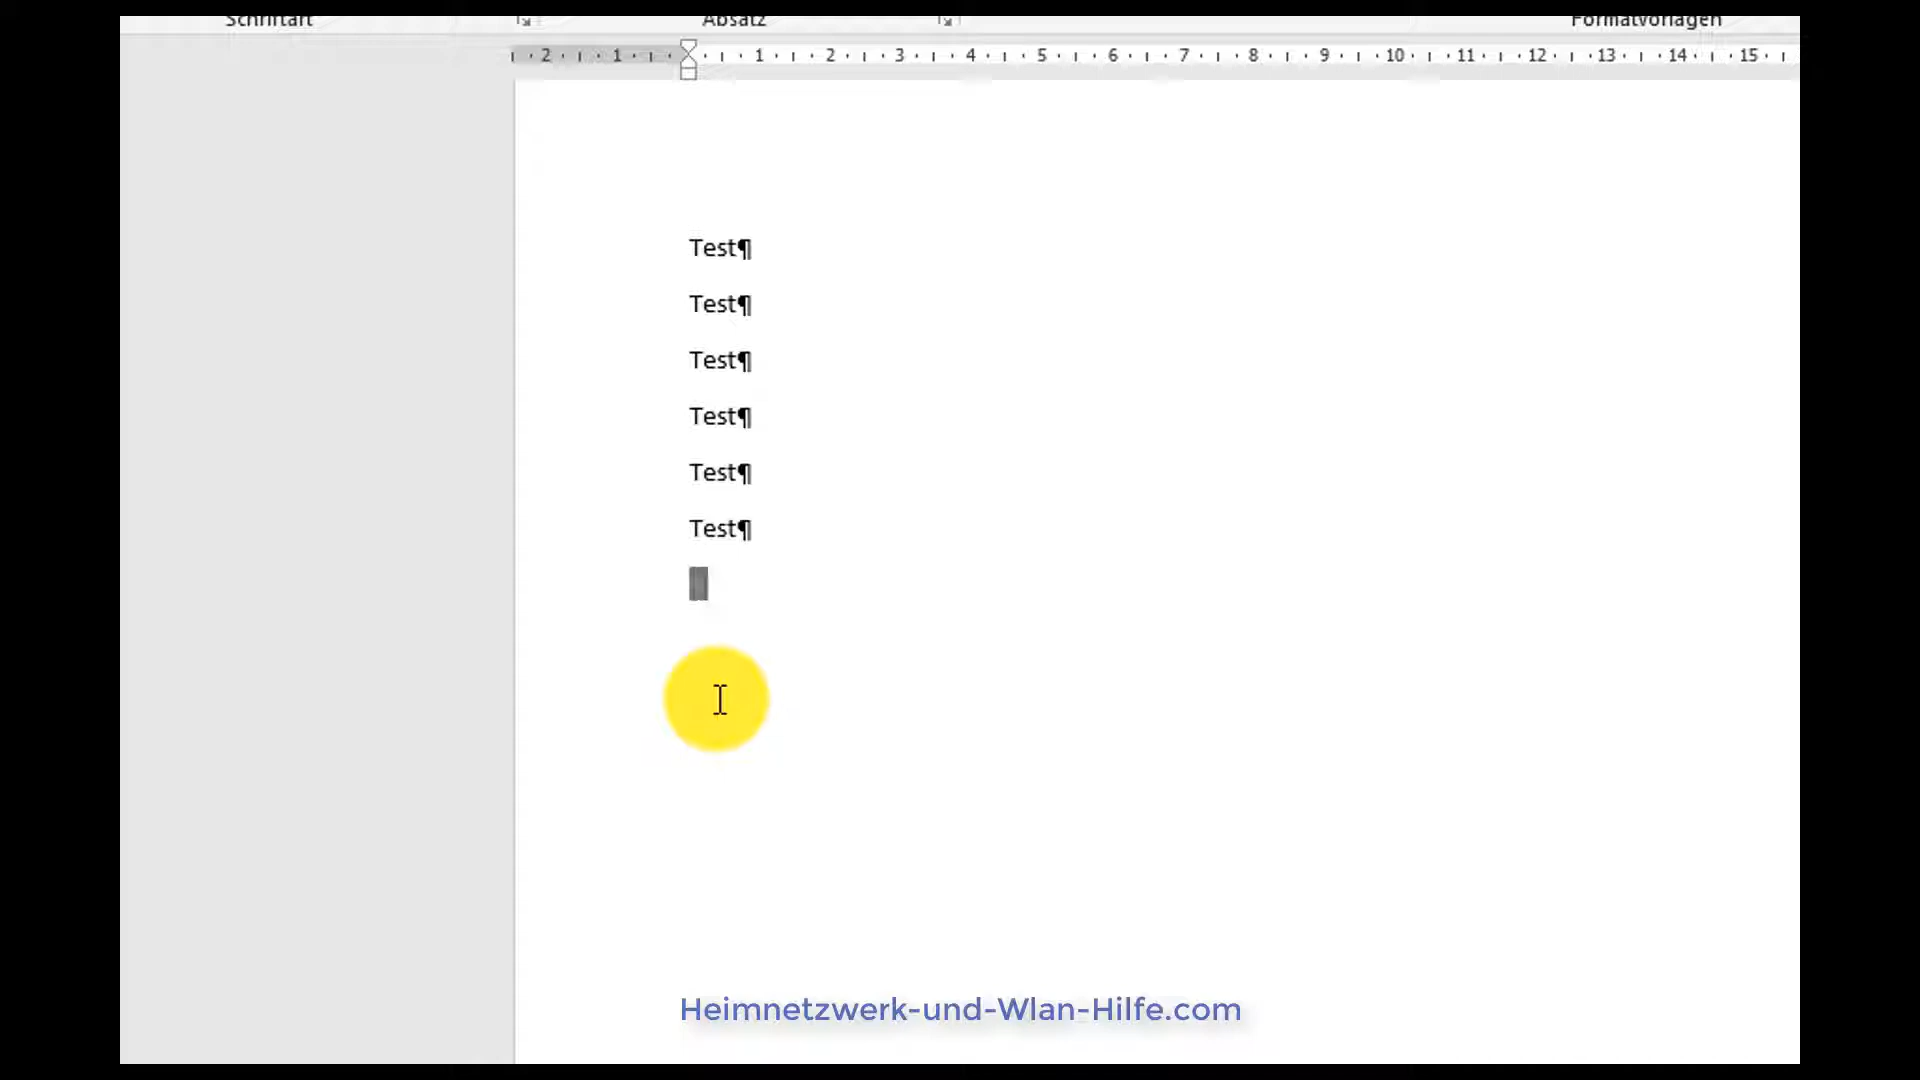 Schriftart Absatz Formatvorlagen
2 1 1 2 3 4 5 6 7 8 9 10 11 12 13 14 15
Test¶
Test¶
Test¶
Test¶
Test¶
Test¶
Heimnetzwerk-und-Wlan-Hilfe.com